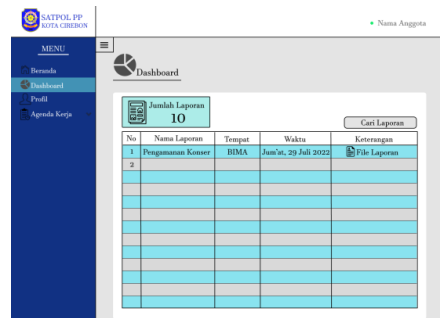 SATPOL PP
KOTA CIREBON
Nama Anggota
MENU
Beranda
Dashboard
Profil
Agenda Kerja
Dashboard
Jumlah Laporan
10
Cari Laporan
No Nama Laporan Tempat Waktu Keterangan
1 Pengamanan Konser BIMA Jum'at, 29 Juli 2022 File Laporan
2